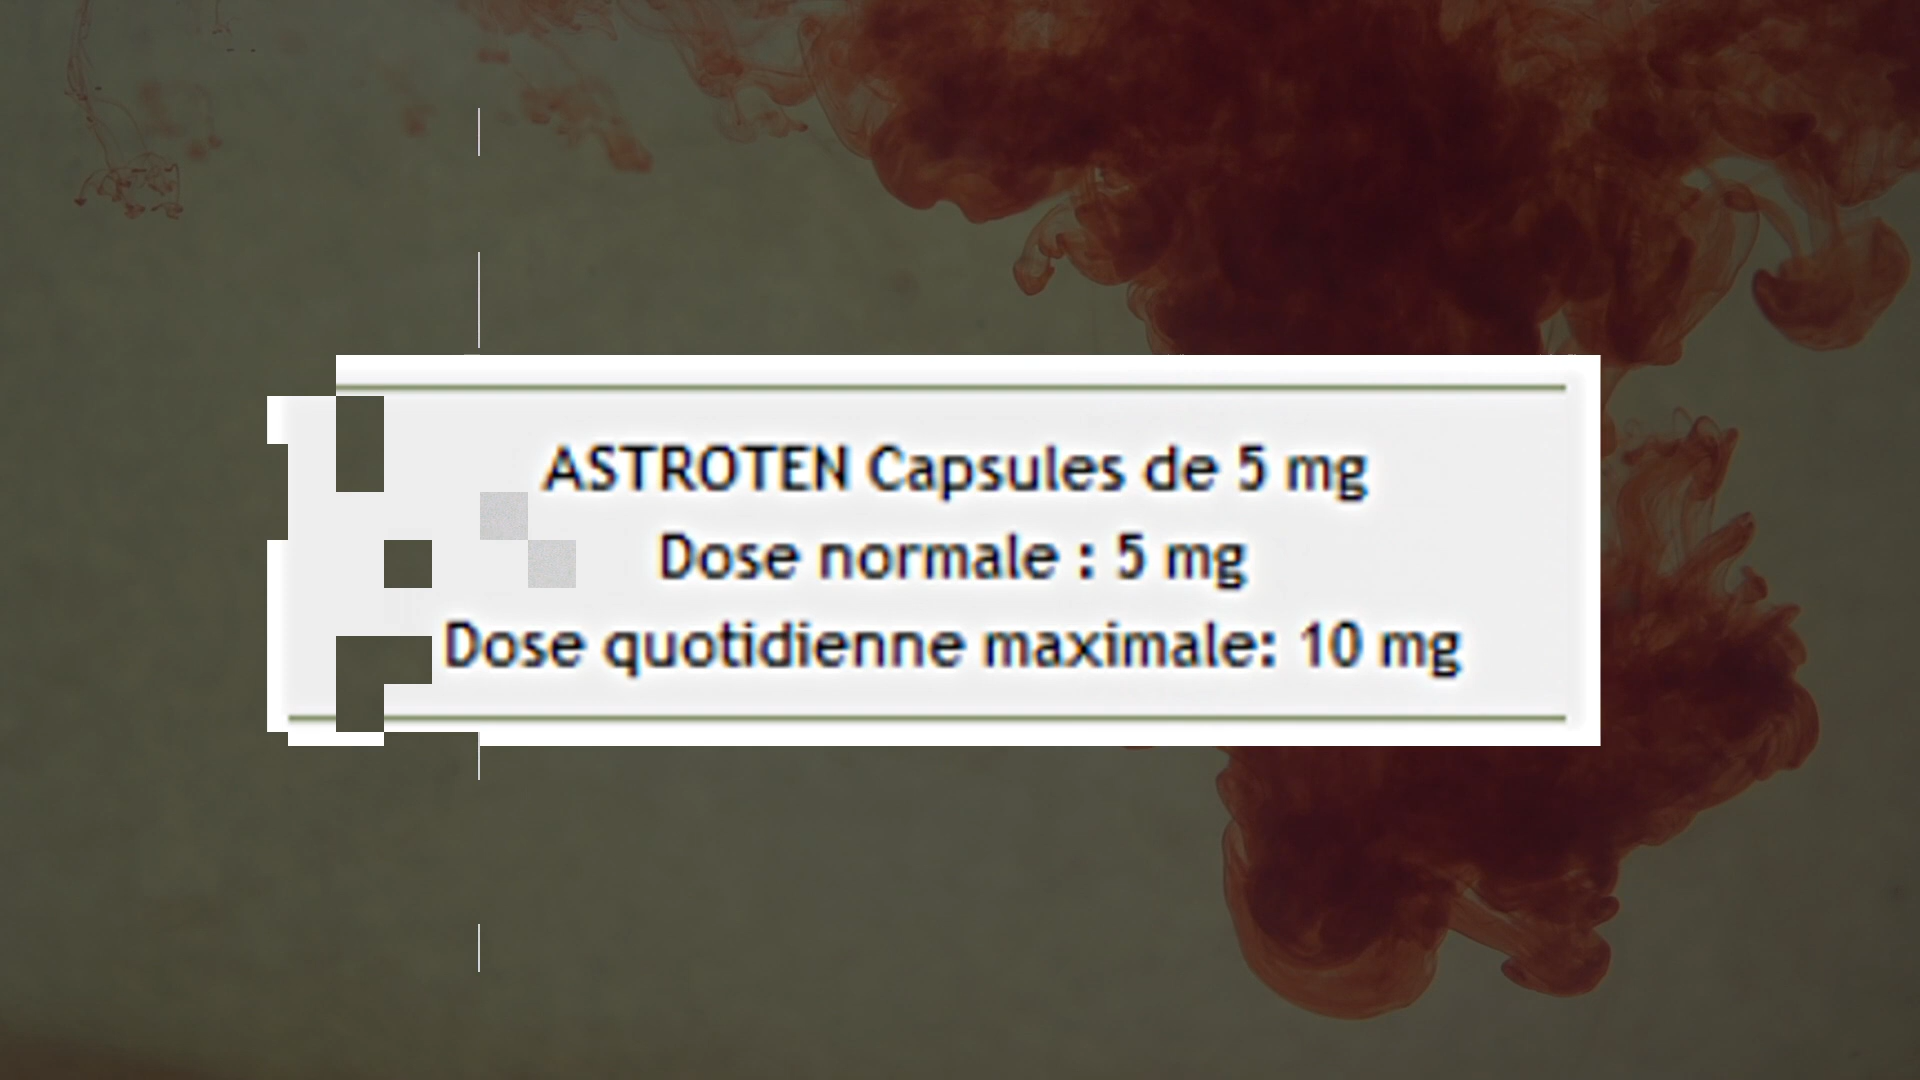 ASTROTEN Capsules de 5 mg
Dose normale : 5 mg
Dose quotidienne maximale: 10 mg